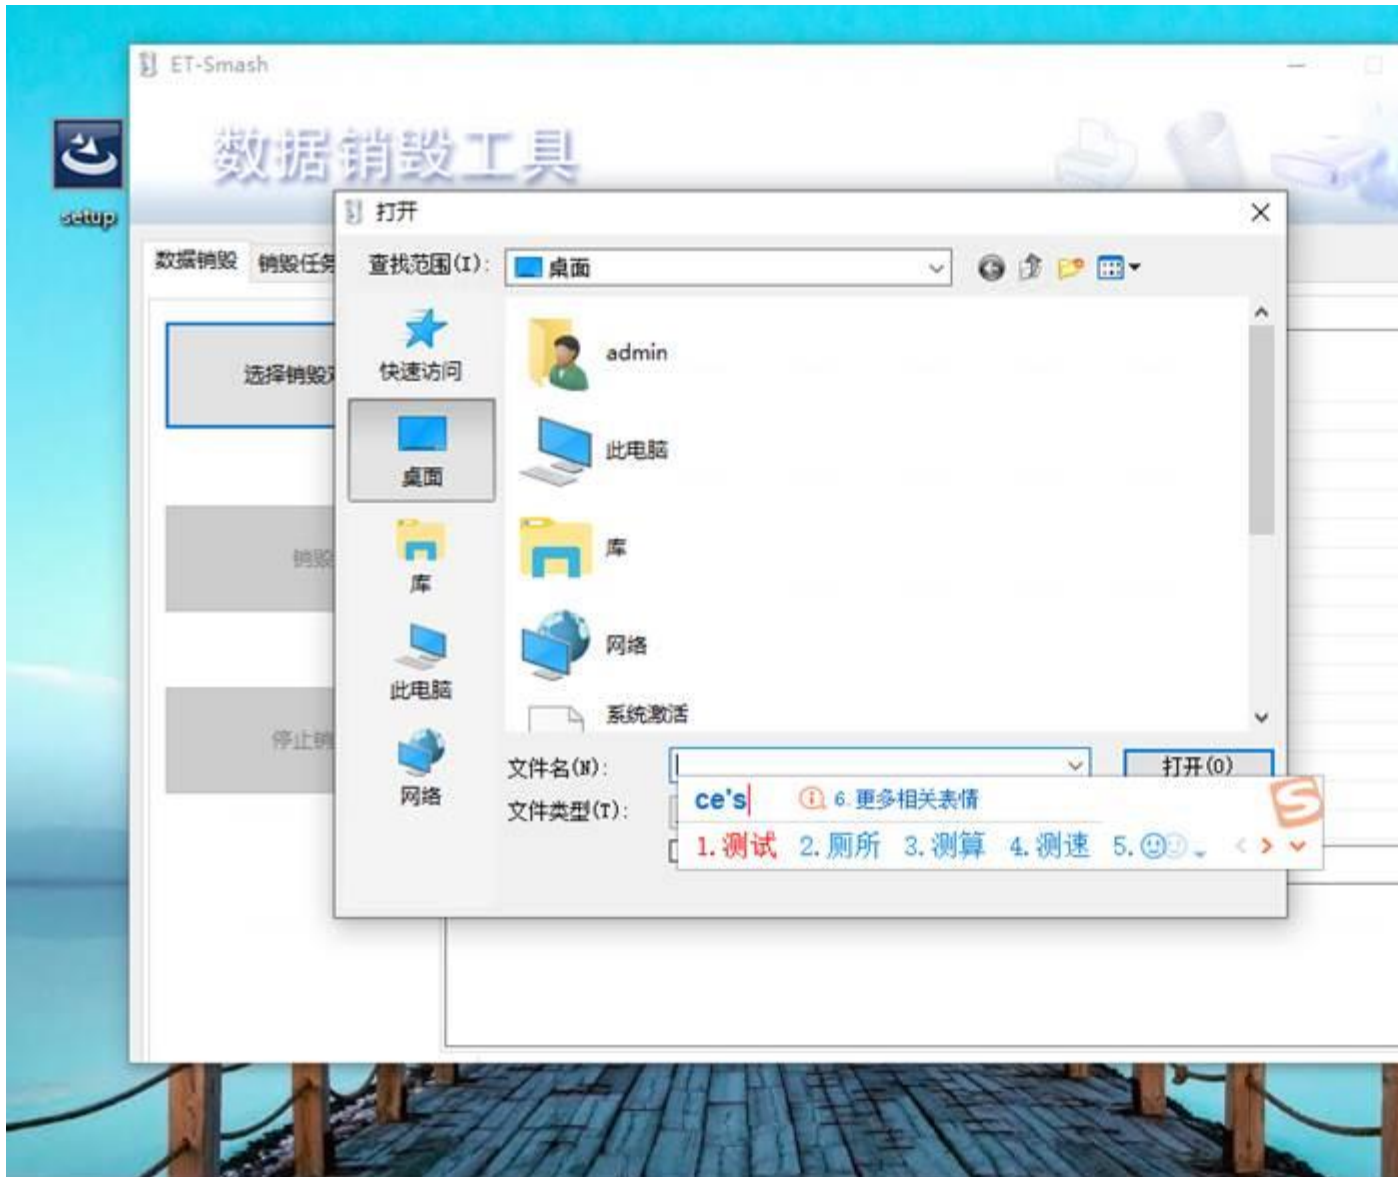 ET-Smash
数据销毁工具
setup
打开
数据销毁 销毁任务
查找范围(I): 桌面
快速访问
admin
选择销毁
此电脑
桌面
库
销毁
库
网络
此电脑
系统激活
停止销
文件名(N): 打开(O)
网络
ce's 6.更多相关表情
文件类型(T):
1.测试 2.厕所 3.测算 4.测速 5.